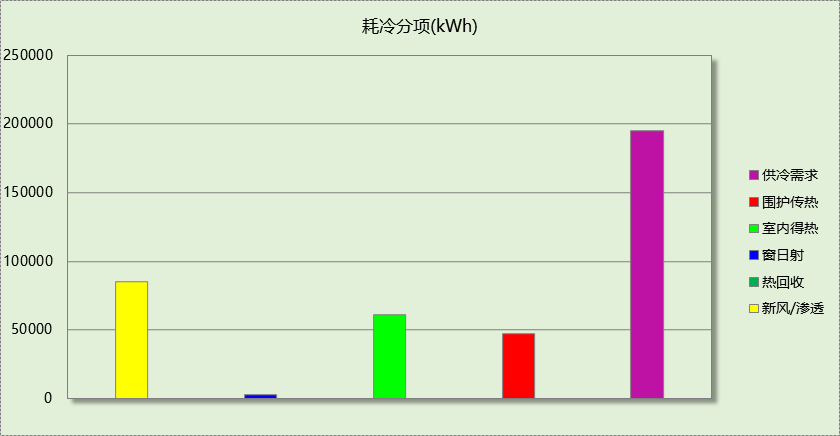 耗冷分项(kWh)
250000
200000
150000
100000
50000
0
供冷需求
围护传热
室内得热
窗日射
热回收
新风/渗透